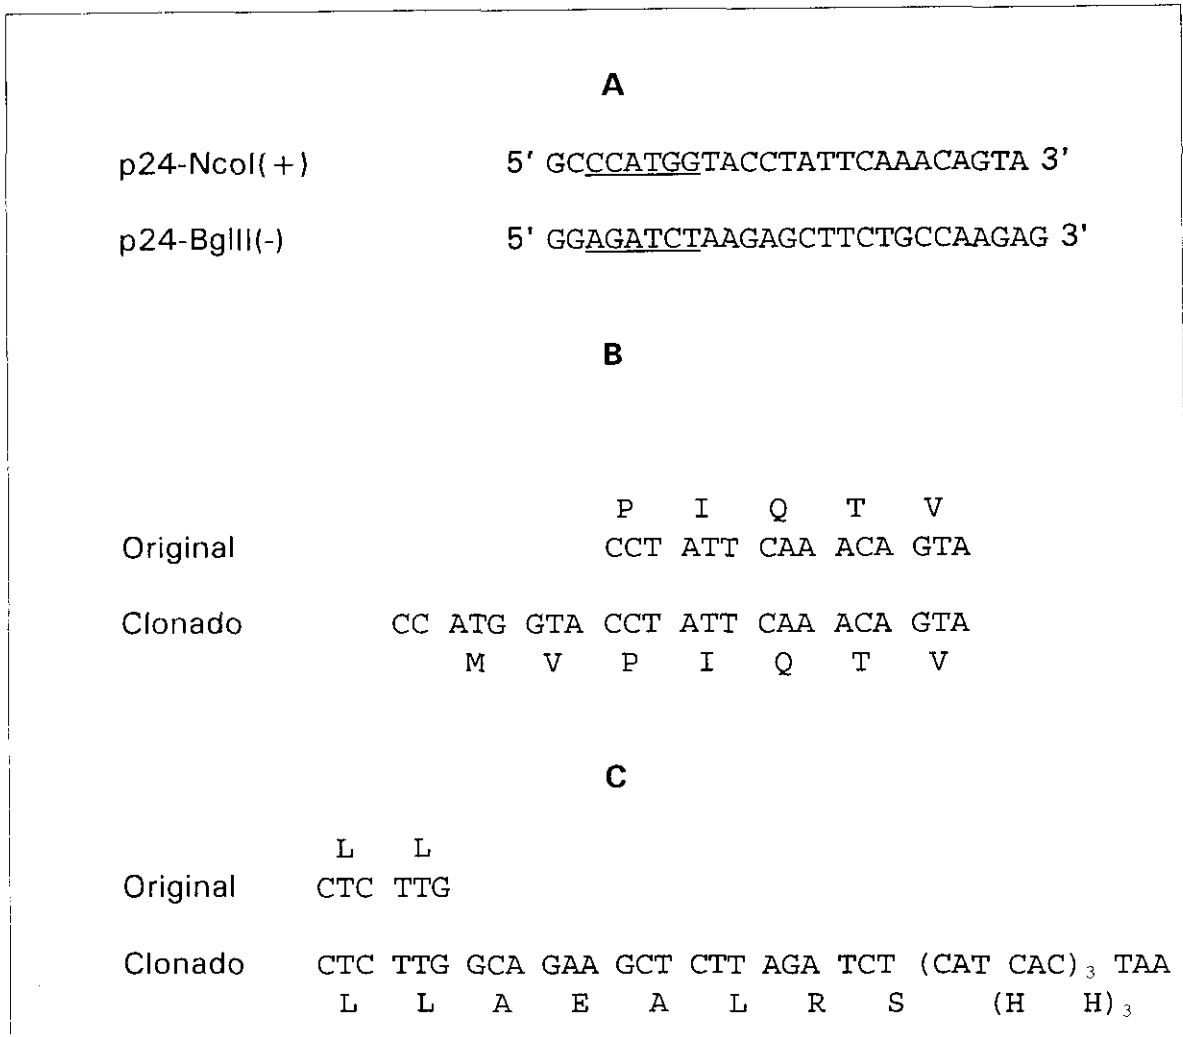 A
p24-NcoI(+) 5' GCCCATGGTACCTATTCAAACAGTA 3'
p24-BglII(-) 5' GGAGATCTAAGAGCTTCTGCCAAGAG 3'
B
P I Q T V
Original CCT ATT CAA ACA GTA
Clonado CC ATG GTA CCT ATT CAA ACA GTA
M V P I Q T V
C
L L
Original CTC TTG
Clonado CTC TTG GCA GAA GCT CTT AGA TCT (CAT CAC)₃ TAA
L L A E A L R S (H H)₃